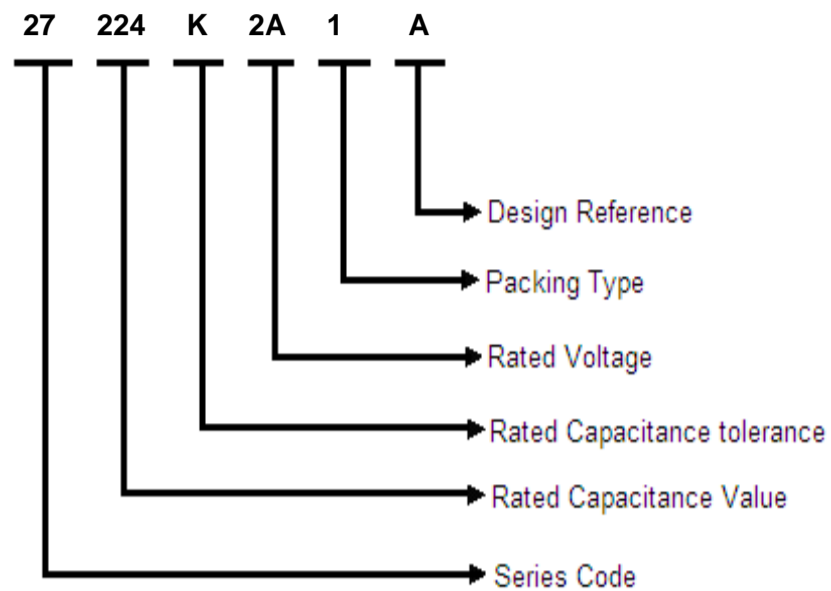 27 224 K 2A 1 A
Design Reference
Packing Type
Rated Voltage
Rated Capacitance tolerance
Rated Capacitance Value
Series Code